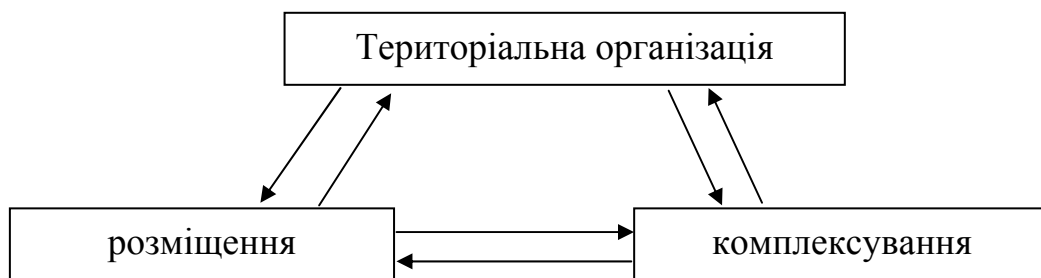 Територіальна організація
розміщення
комплексування